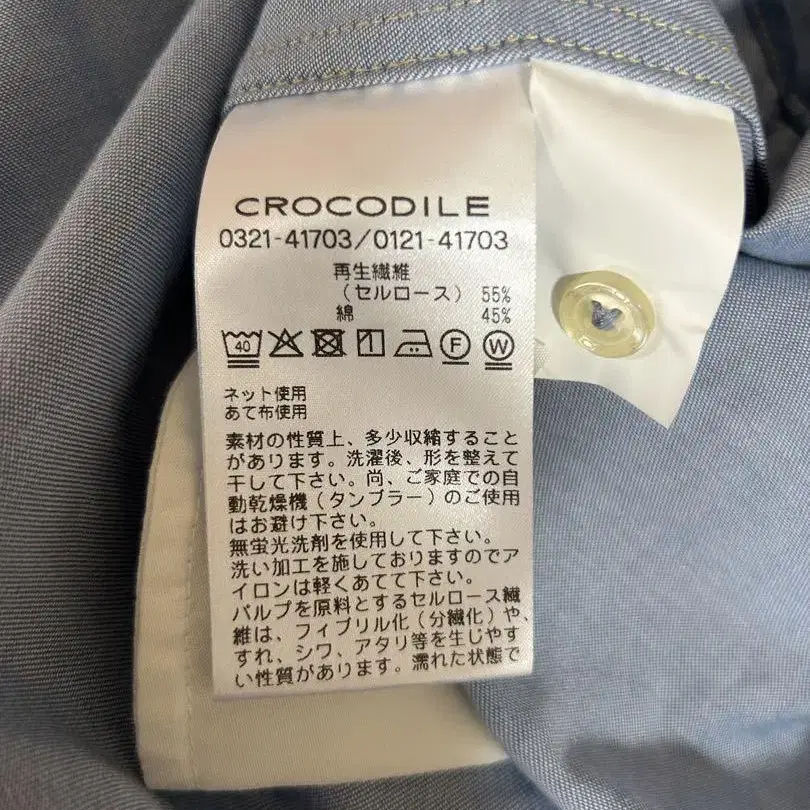 CROCODILE
0321-41703/0121-41703
再生繊維
（セルロース） 55%
綿 45%
40 F W
ネット使用
あて布使用
素材の性質上、多少収縮すること
があります。洗濯後、形を整えて
干して下さい。尚、ご家庭での自
動乾燥機（タンブラー）のご使用
はお避け下さい。
無蛍光洗剤を使用して下さい。
洗い加工を施しておりますのでア
イロンは軽くあてて下さい。
パルプを原料とするセルロース繊
維は、フィブリル化（分繊化）や、
すれ、シワ、アタリ等を生じやす
い性質があります。濡れた状態で